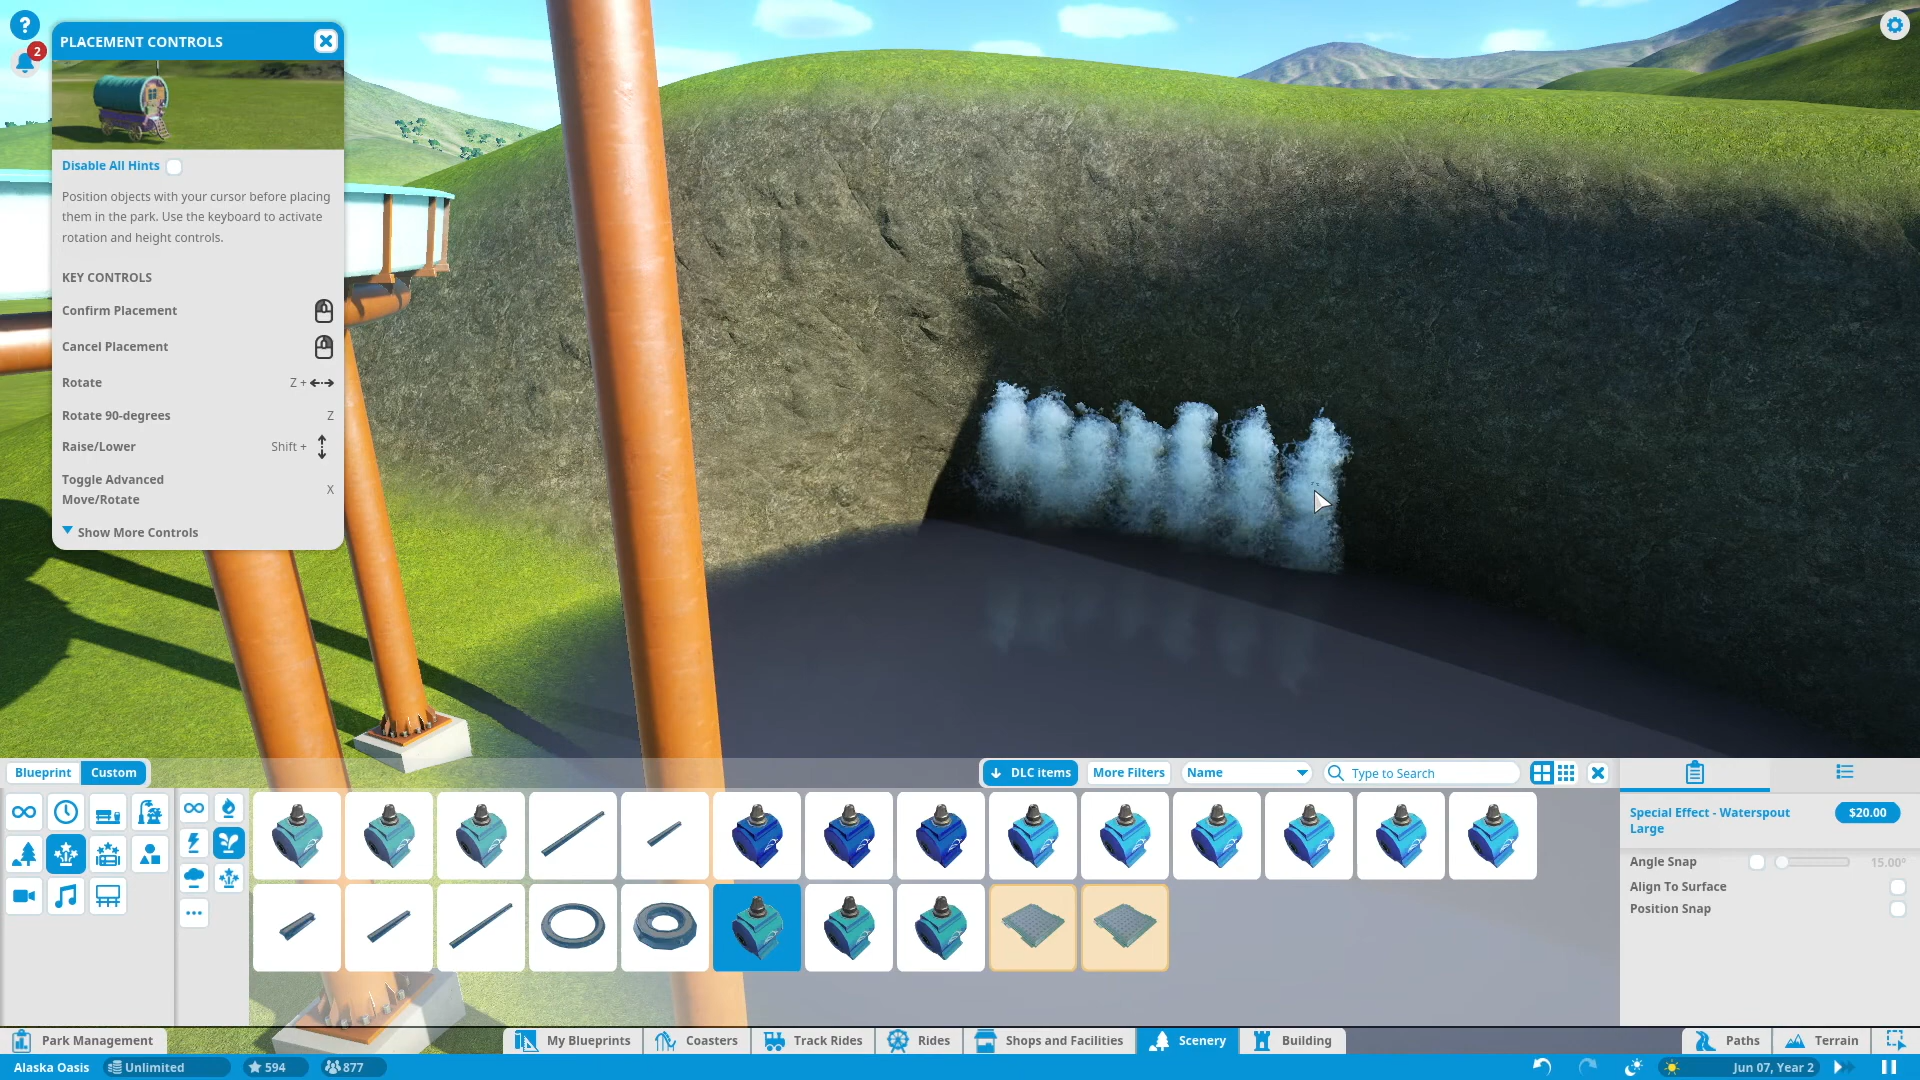 ?
2
PLACEMENT CONTROLS
Disable All Hints
Position objects with your cursor before placing
them in the park. Use the keyboard to activate
rotation and height controls.
KEY CONTROLS
Confirm Placement
Cancel Placement
Rotate Z +
Rotate 90-degrees Z
Raise/Lower Shift +
Toggle Advanced
Move/Rotate X
Show More Controls
Blueprint Custom
DLC items More Filters Name Type to Search
Special Effect - Waterspout
Large
$20.00
Angle Snap 15.00°
Align To Surface
Position Snap
Park Management My Blueprints Coasters Track Rides Rides Shops and Facilities Scenery Building Paths Terrain
Alaska Oasis Unlimited 594 877 Jun 07, Year 2